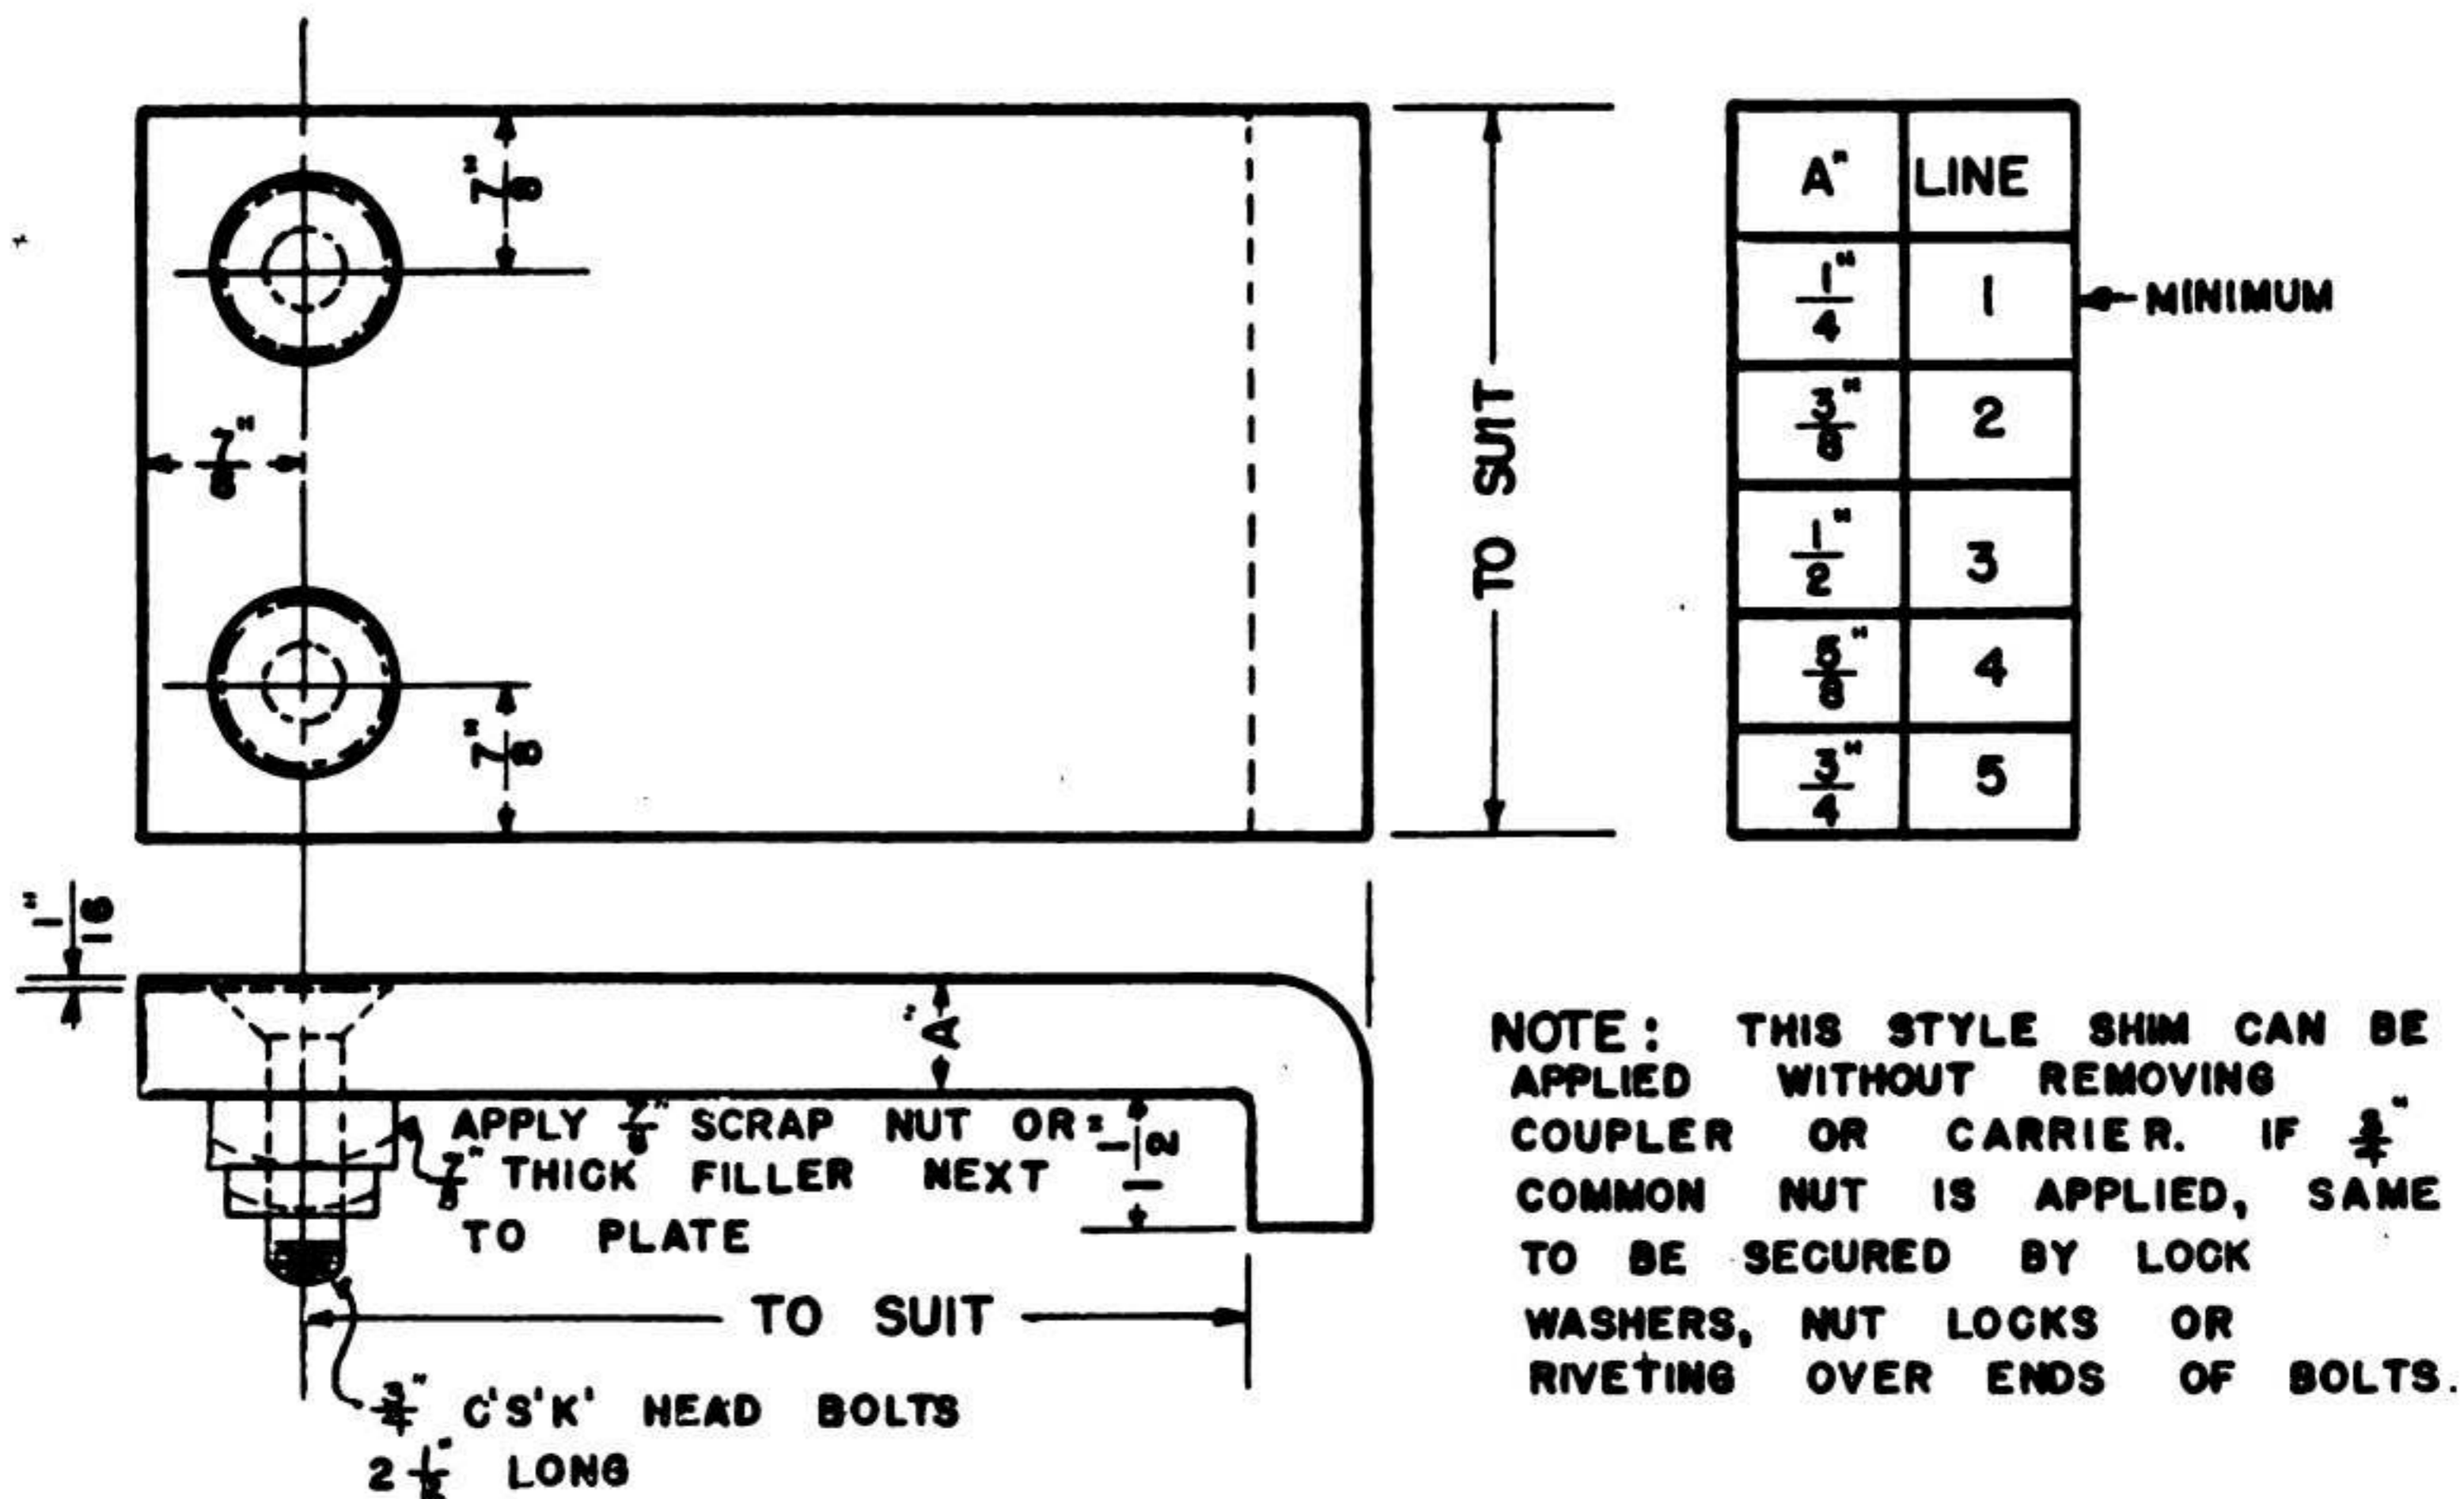 7"/8
7"/8
7"/8
TO SUIT
A" LINE
1"/4 1
MINIMUM
3"/8 2
1"/2 3
5"/8 4
3"/4 5
1"/16
"A"
APPLY 7/8" SCRAP NUT OR
7/8" THICK FILLER NEXT
TO PLATE
1 1/2"
TO SUIT
3/4" C'S'K' HEAD BOLTS
2 1/2" LONG
NOTE: THIS STYLE SHIM CAN BE
APPLIED WITHOUT REMOVING
COUPLER OR CARRIER. IF 3/4"
COMMON NUT IS APPLIED, SAME
TO BE SECURED BY LOCK
WASHERS, NUT LOCKS OR
RIVETING OVER ENDS OF BOLTS.